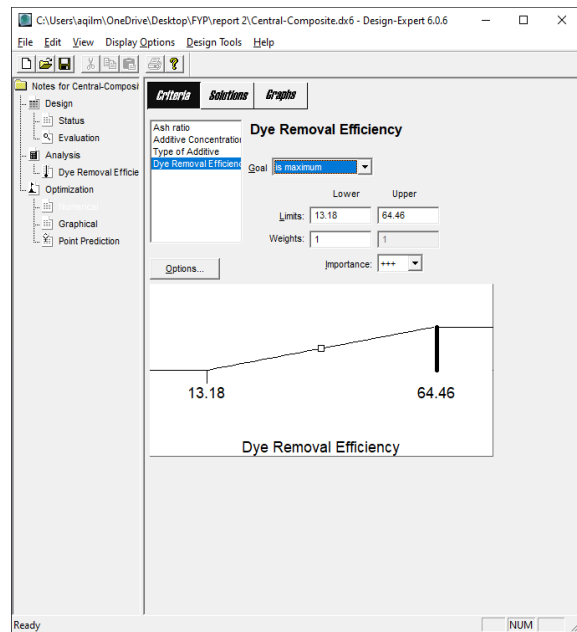 C:\Users\aqilm\OneDrive\Desktop\FYP\report 2\Central-Composite.dx6 - Design-Expert 6.0.6
File Edit View Display Options Design Tools Help
Notes for Central-Composi
Design
Status
Evaluation
Analysis
Dye Removal Efficie
Optimization
Numerical
Graphical
Point Prediction
Criteria Solutions Graphs
Ash ratio
Additive Concentration
Type of Additive
Dye Removal Efficienc
Dye Removal Efficiency
Goal is maximum
Lower Upper
Limits: 13.18 64.46
Weights: 1 1
Importance: +++
Options...
13.18 64.46
Dye Removal Efficiency
Ready NUM